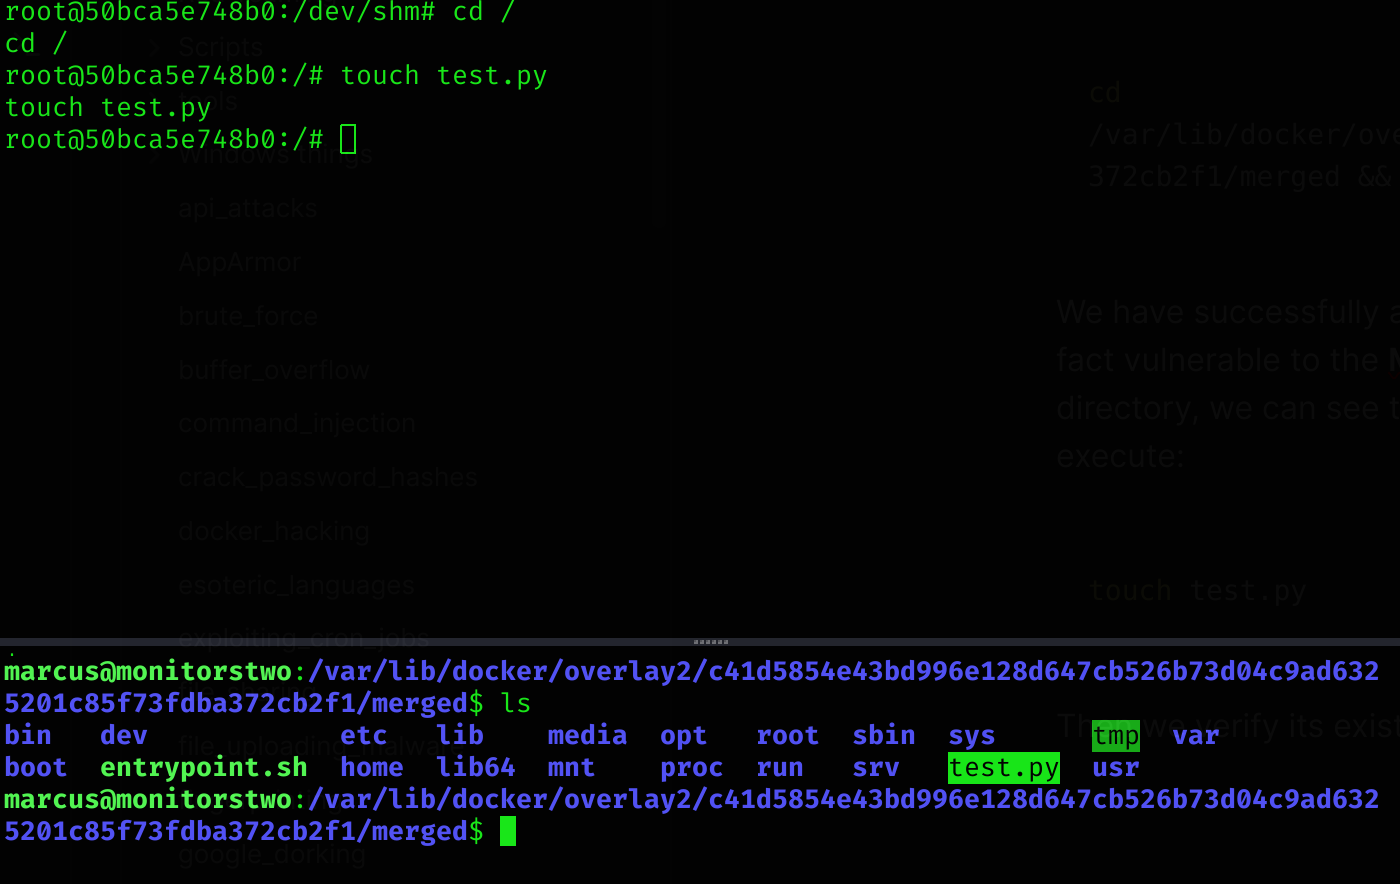 root@50bca5e748b0:/dev/shm# cd /
cd /
Scripts
root@50bca5e748b0:/# touch test.py
touch test.py
root@50bca5e748b0:/#
Windows things
api_attacks
AppArmor
brute_force
buffer_overflow
command_injection
crack_password_hashes
docker_hacking
esoteric_languages
exploiting_cron_jobs
cd
/var/lib/docker/ove
372cb2f1/merged &&
We have successfully a
fact vulnerable to the M
directory, we can see t
execute:
touch test.py
marcus@monitorstwo:/var/lib/docker/overlay2/c41d5854e43bd996e128d647cb526b73d04c9ad632
5201c85f73fdba372cb2f1/merged$ ls
bin dev etc lib media opt root sbin sys tmp var
boot entrypoint.sh home lib64 mnt proc run srv test.py usr
marcus@monitorstwo:/var/lib/docker/overlay2/c41d5854e43bd996e128d647cb526b73d04c9ad632
5201c85f73fdba372cb2f1/merged$
Then we verify its exist
google_dorking